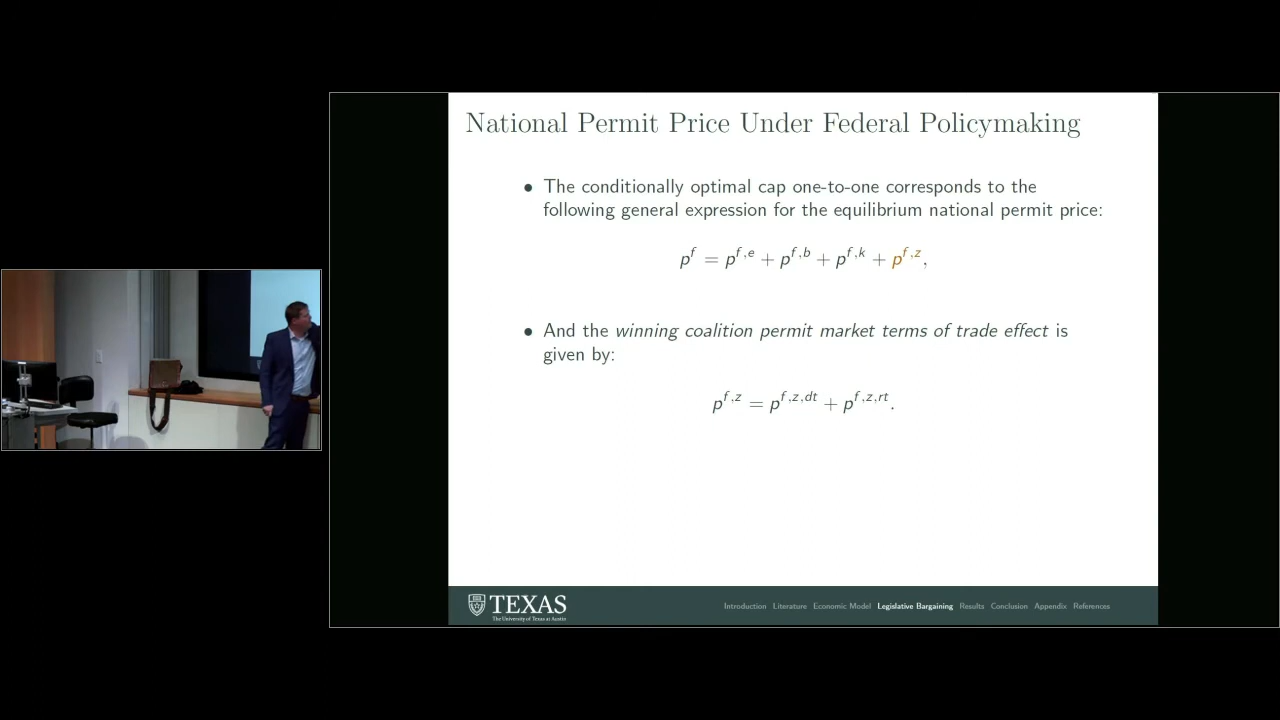 National Permit Price Under Federal Policymaking
• The conditionally optimal cap one-to-one corresponds to the
following general expression for the equilibrium national permit price:
p^f = p^{f,e} + p^{f,b} + p^{f,k} + p^{f,z},
• And the winning coalition permit market terms of trade effect is
given by:
p^{f,z} = p^{f,z,dt} + p^{f,z,rt}.
TEXAS
The University of Texas at Austin
Introduction Literature Economic Model Legislative Bargaining Results Conclusion Appendix References